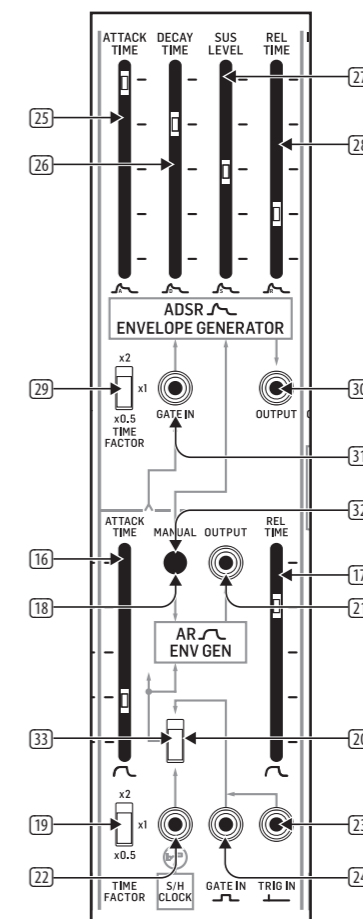 ATTACK TIME DECAY TIME SUS LEVEL REL TIME
27
25
28
26
A D S R
ADSR
ENVELOPE GENERATOR
x2
29
x1
30
x0.5
TIME FACTOR
GATE IN
OUTPUT
31
32
ATTACK TIME MANUAL OUTPUT REL TIME
16
17
18
21
AR
ENV GEN
33
20
x2
19
x1
23
x0.5
22
24
TIME FACTOR
S/H CLOCK
GATE IN
TRIG IN